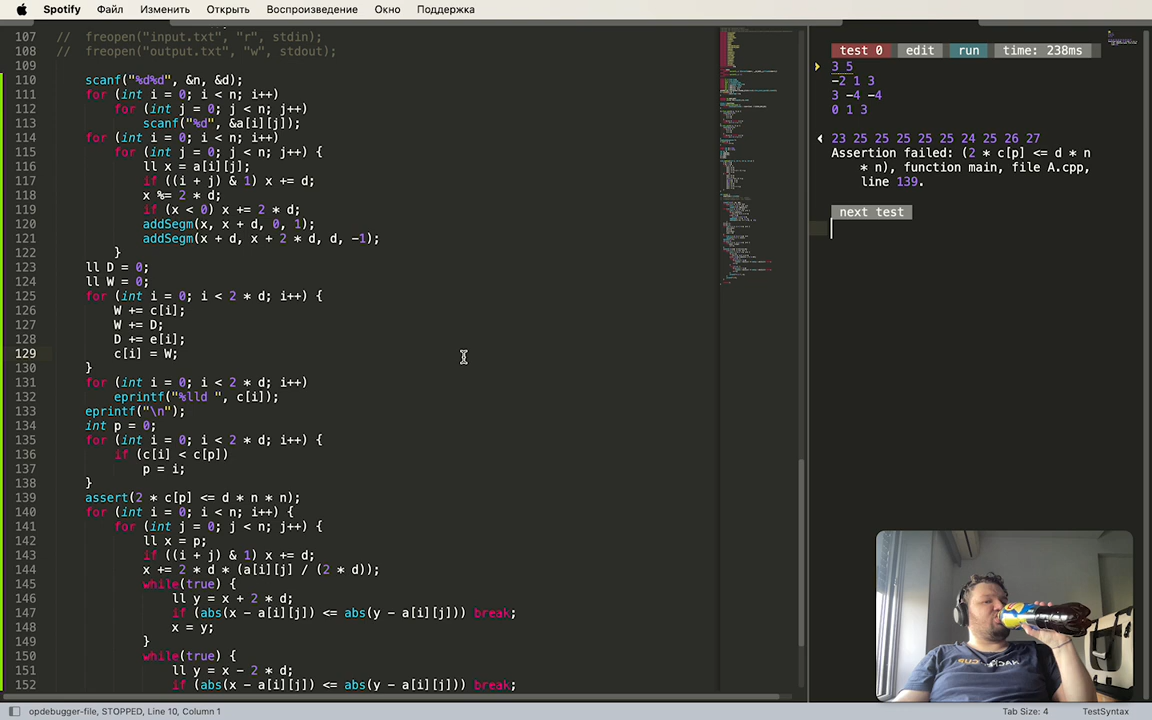 Spotify Файл Изменить Открыть Воспроизведение Окно Поддержка
107 // freopen("input.txt", "r", stdin);
108 // freopen("output.txt", "w", stdout);
109
110 scanf("%d%d", &n, &d);
111 for (int i = 0; i < n; i++)
112 for (int j = 0; j < n; j++)
113 scanf("%d", &a[i][j]);
114 for (int i = 0; i < n; i++)
115 for (int j = 0; j < n; j++) {
116 ll x = a[i][j];
117 if ((i + j) & 1) x += d;
118 x %= 2 * d;
119 if (x < 0) x += 2 * d;
120 addSegm(x, x + d, 0, 1);
121 addSegm(x + d, x + 2 * d, d, -1);
122 }
123 ll D = 0;
124 ll W = 0;
125 for (int i = 0; i < 2 * d; i++) {
126 W += c[i];
127 W += D;
128 D += e[i];
129 c[i] = W;
130 }
131 for (int i = 0; i < 2 * d; i++)
132 eprintf("%lld ", c[i]);
133 eprintf("\n");
134 int p = 0;
135 for (int i = 0; i < 2 * d; i++) {
136 if (c[i] < c[p])
137 p = i;
138 }
139 assert(2 * c[p] <= d * n * n);
140 for (int i = 0; i < n; i++) {
141 for (int j = 0; j < n; j++) {
142 ll x = p;
143 if ((i + j) & 1) x += d;
144 x += 2 * d * (a[i][j] / (2 * d));
145 while(true) {
146 ll y = x + 2 * d;
147 if (abs(x - a[i][j]) <= abs(y - a[i][j])) break;
148 x = y;
149 }
150 while(true) {
151 ll y = x - 2 * d;
152 if (abs(x - a[i][j]) <= abs(y - a[i][j])) break;
test 0 edit run time: 238ms
3 5
-2 1 3
3 -4 -4
0 1 3
23 25 25 25 25 25 24 25 26 27
Assertion failed: (2 * c[p] <= d * n
* n), function main, file A.cpp,
line 139.
next test
opdebugger-file, STOPPED, Line 10, Column 1 Tab Size: 4 TestSyntax